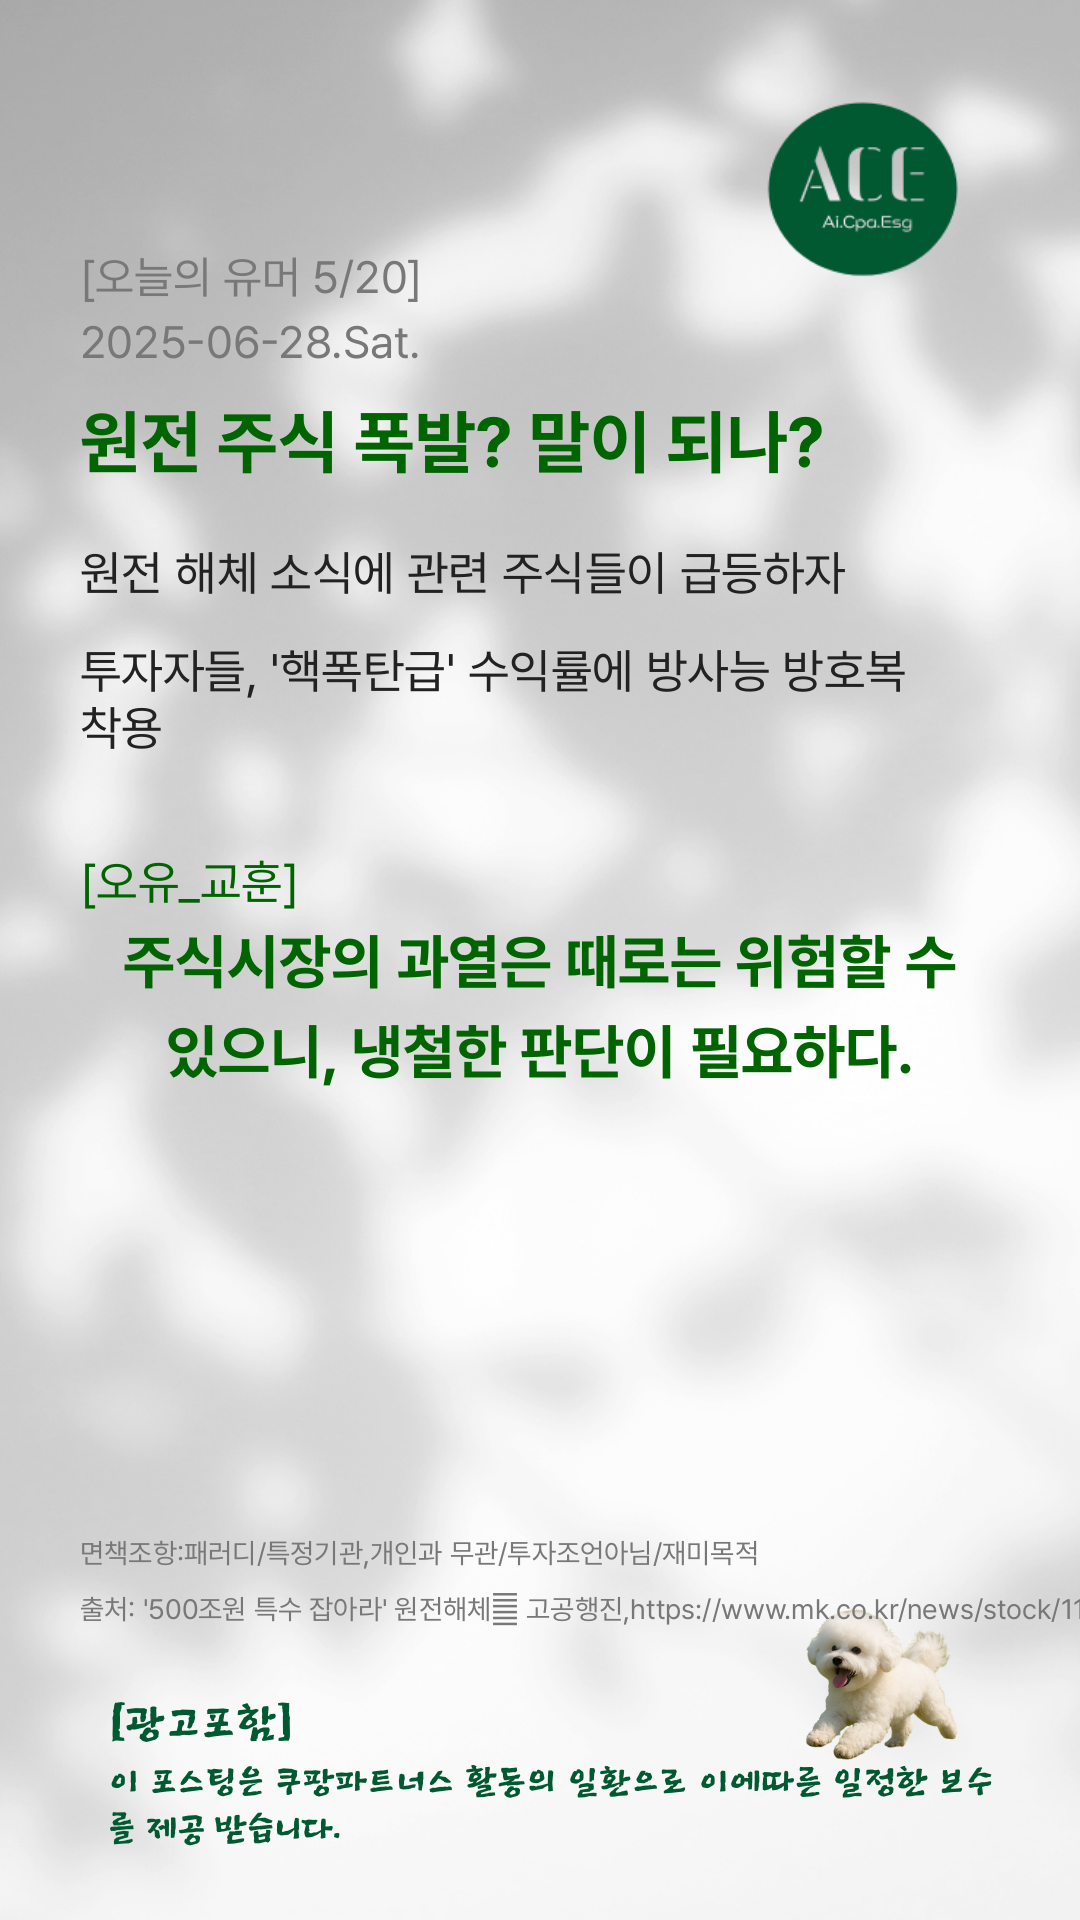 ACE
Ai.Cpa.Esg
[오늘의 유머 5/20]
2025-06-28.Sat.
원전 주식 폭발? 말이 되나?
원전 해체 소식에 관련 주식들이 급등하자
투자자들, '핵폭탄급' 수익률에 방사능 방호복
착용
[오유_교훈]
주식시장의 과열은 때로는 위험할 수
있으니, 냉철한 판단이 필요하다.
면책조항:패러디/특정기관,개인과 무관/투자조언아님/재미목적
출처: '500조원 특수 잡아라' 원전해체䷀ 고공행진,https://www.mk.co.kr/news/stock/11
[광고포함]
이 포스팅은 쿠팡파트너스 활동의 일환으로 이에따른 일정한 보수
를 제공 받습니다.